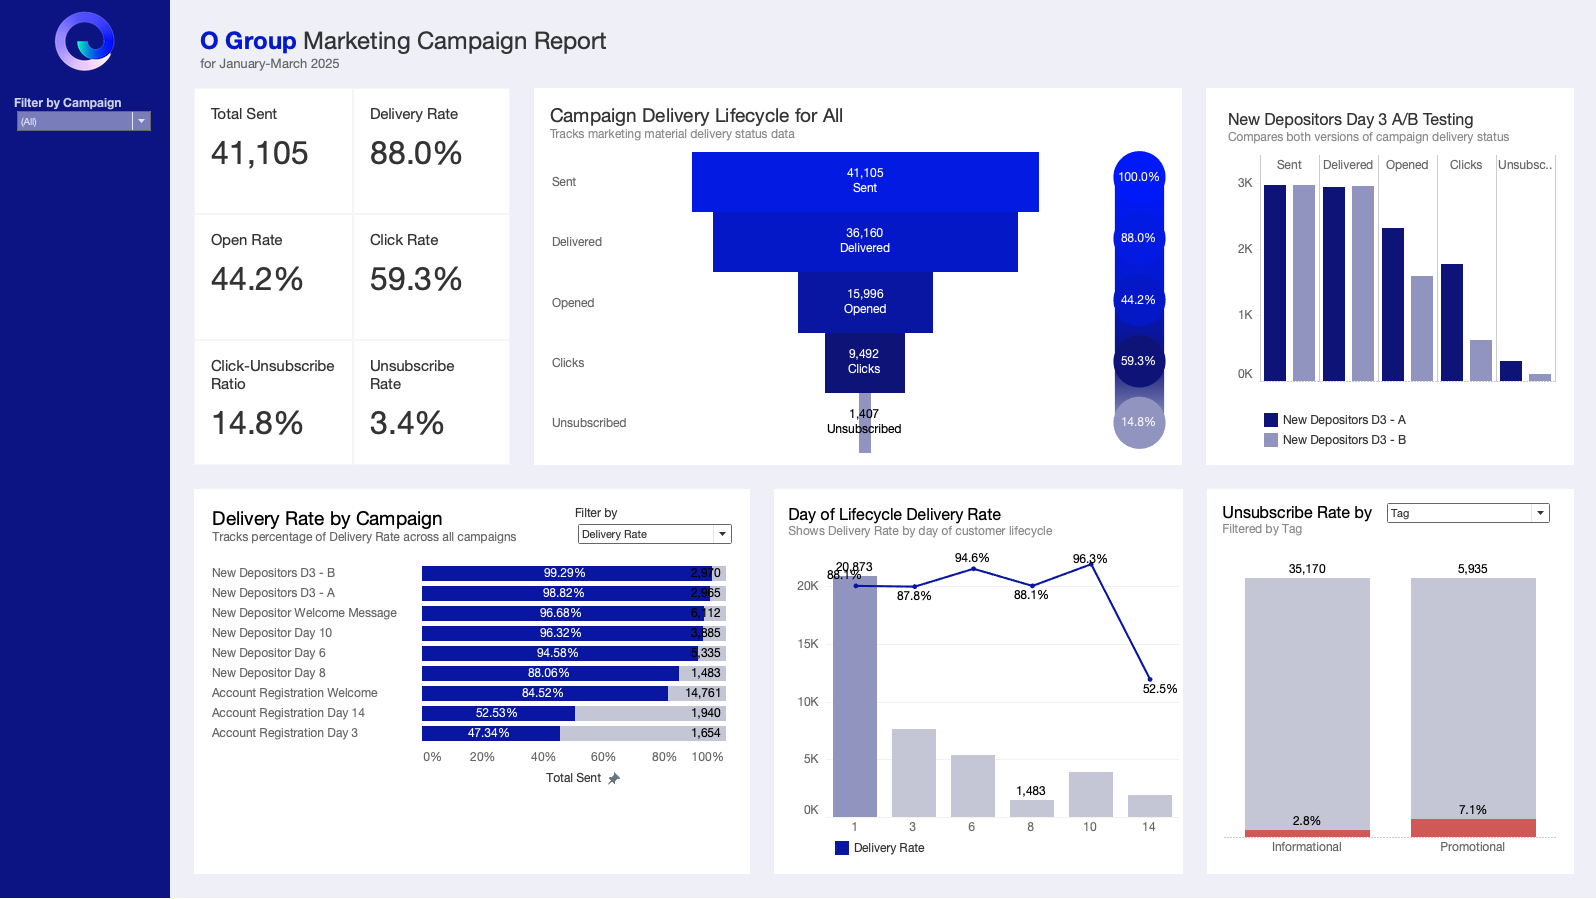 O Group Marketing Campaign Report
for January-March 2025
Filter by Campaign
(All)
Total Sent
41,105
Delivery Rate
88.0%
Open Rate
44.2%
Click Rate
59.3%
Click-Unsubscribe
Ratio
14.8%
Unsubscribe
Rate
3.4%
Campaign Delivery Lifecycle for All
Tracks marketing material delivery status data
Sent
41,105
Sent
100.0%
Delivered
36,160
Delivered
88.0%
Opened
15,996
Opened
44.2%
Clicks
9,492
Clicks
59.3%
Unsubscribed
1,407
Unsubscribed
14.8%
New Depositors Day 3 A/B Testing
Compares both versions of campaign delivery status
Sent Delivered Opened Clicks Unsubsc..
3K
2K
1K
0K
New Depositors D3 - A
New Depositors D3 - B
Delivery Rate by Campaign
Tracks percentage of Delivery Rate across all campaigns
Filter by
Delivery Rate
New Depositors D3 - B 99.29% 2,970
New Depositors D3 - A 98.82% 2,965
New Depositor Welcome Message 96.68% 6,112
New Depositor Day 10 96.32% 3,885
New Depositor Day 6 94.58% 5,335
New Depositor Day 8 88.06% 1,483
Account Registration Welcome 84.52% 14,761
Account Registration Day 14 52.53% 1,940
Account Registration Day 3 47.34% 1,654
0% 20% 40% 60% 80% 100%
Total Sent
Day of Lifecycle Delivery Rate
Shows Delivery Rate by day of customer lifecycle
20,873
88.1%
87.8%
94.6%
88.1%
96.3%
52.5%
20K
15K
10K
5K
0K
1,483
1 3 6 8 10 14
Delivery Rate
Unsubscribe Rate by
Tag
Filtered by Tag
35,170 5,935
2.8% 7.1%
Informational Promotional